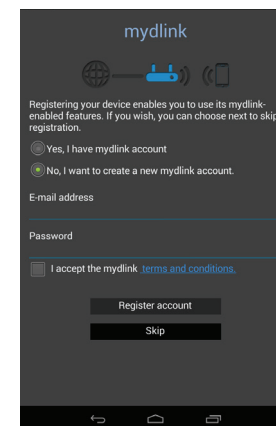 mydlink
Registering your device enables you to use its mydlink-
enabled features. If you wish, you can choose next to skip
registration.
Yes, I have mydlink account
No, I want to create a new mydlink account.
E-mail address
Password
I accept the mydlink terms and conditions.
Register account
Skip